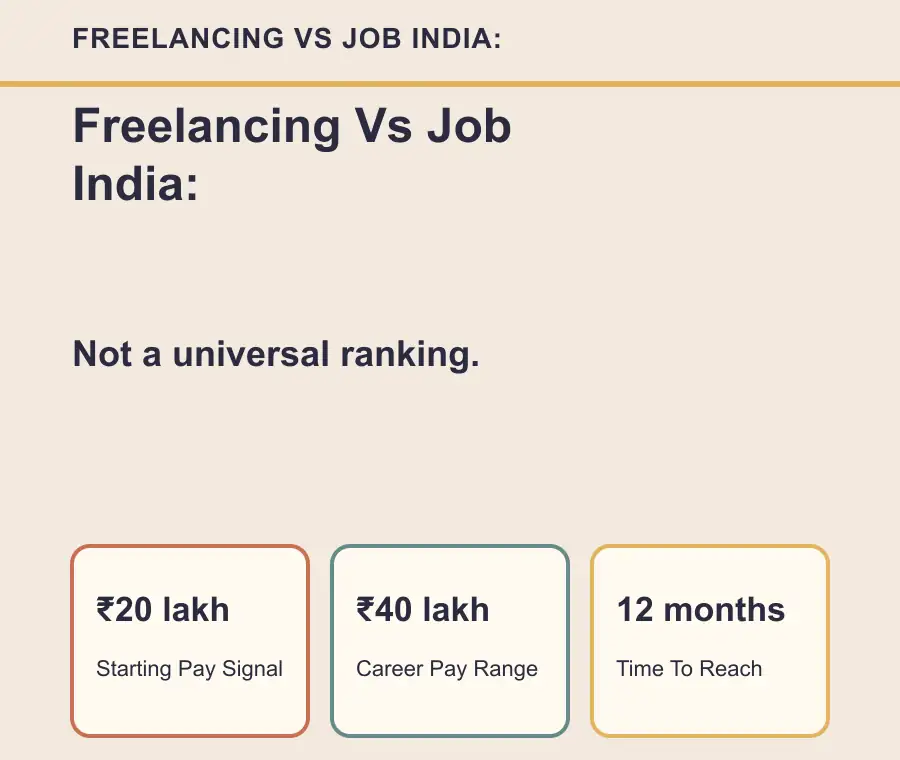 FREELANCING VS JOB INDIA:
Freelancing Vs Job
India:
Not a universal ranking.
₹20 lakh
Starting Pay Signal
₹40 lakh
Career Pay Range
12 months
Time To Reach